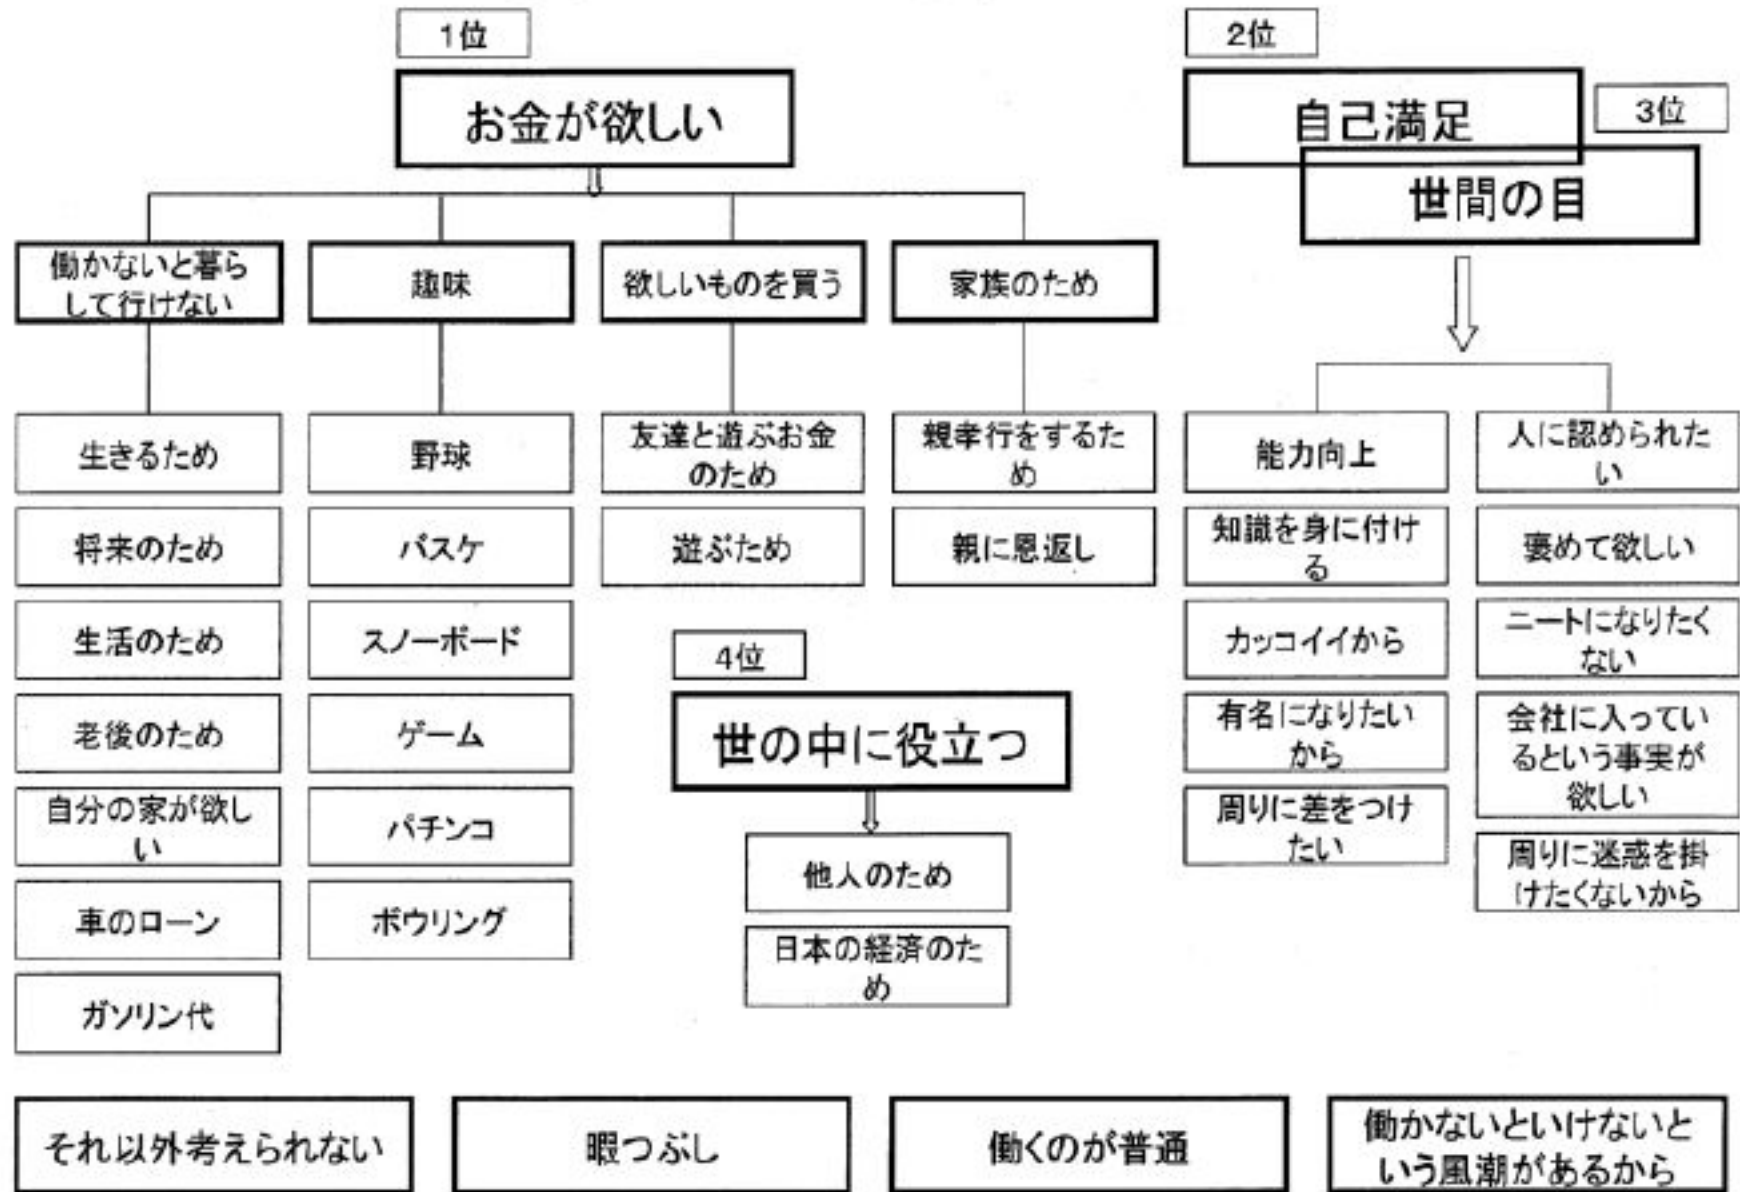 1位
お金が欲しい
2位
自己満足
3位
世間の目
働かないと暮ら
して行けない
趣味
欲しいものを買う
家族のため
生きるため
将来のため
生活のため
老後のため
自分の家が欲し
い
車のローン
ガソリン代
野球
バスケ
スノーボード
ゲーム
パチンコ
ボウリング
友達と遊ぶお金
のため
遊ぶため
親孝行をするた
め
親に恩返し
4位
世の中に役立つ
他人のため
日本の経済のた
め
能力向上
知識を身に付け
る
カッコイイから
有名になりたい
から
周りに差をつけ
たい
人に認められた
い
褒めて欲しい
ニートになりたく
ない
会社に入ってい
るという事実が
欲しい
周りに迷惑を掛
けたくないから
それ以外考えられない
暇つぶし
働くのが普通
働かないといけないと
いう風潮があるから